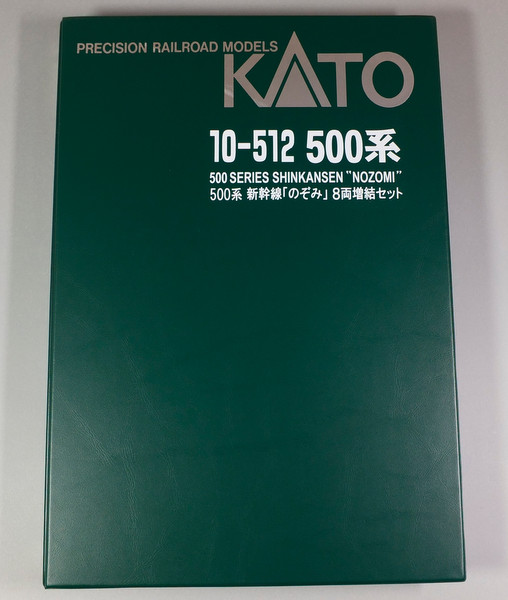 PRECISION RAILROAD MODELS
KATO
10-512 500系
500 SERIES SHINKANSEN "NOZOMI"
500系 新幹線「のぞみ」 8両増結セット